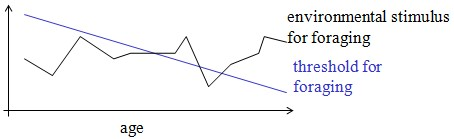 environmental stimulus
for foraging
threshold for
foraging
age